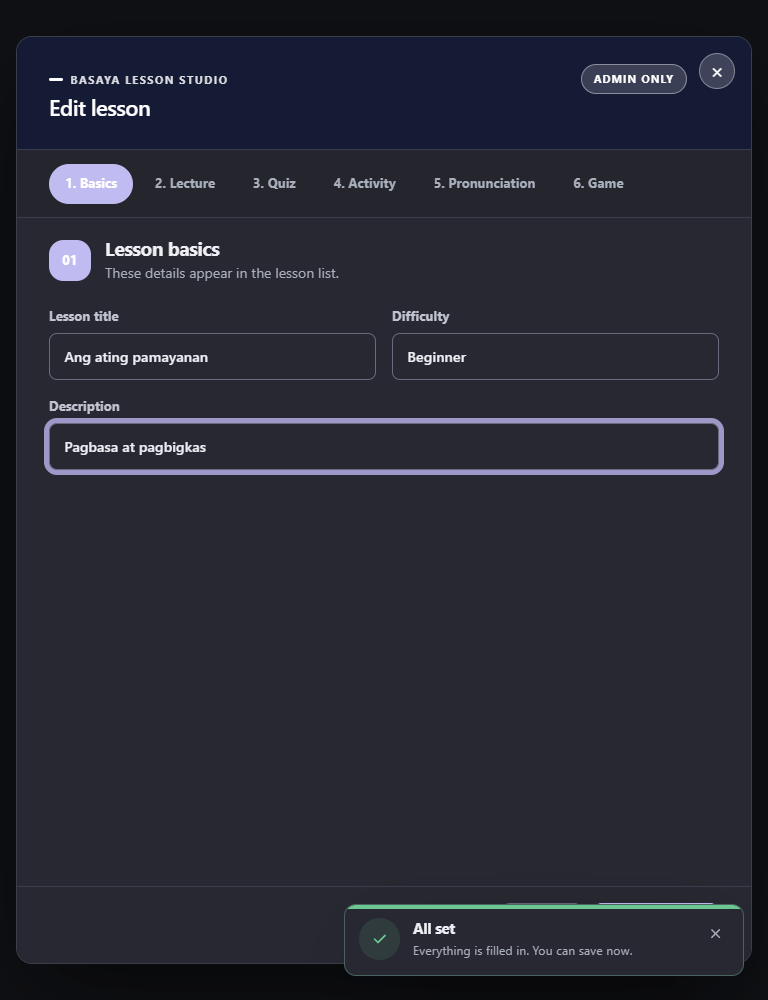 BASAYA LESSON STUDIO
ADMIN ONLY
Edit lesson
1. Basics 2. Lecture 3. Quiz 4. Activity 5. Pronunciation 6. Game
01
Lesson basics
These details appear in the lesson list.
Lesson title Difficulty
Ang ating pamayanan Beginner
Description
Pagbasa at pagbigkas
All set
Everything is filled in. You can save now.